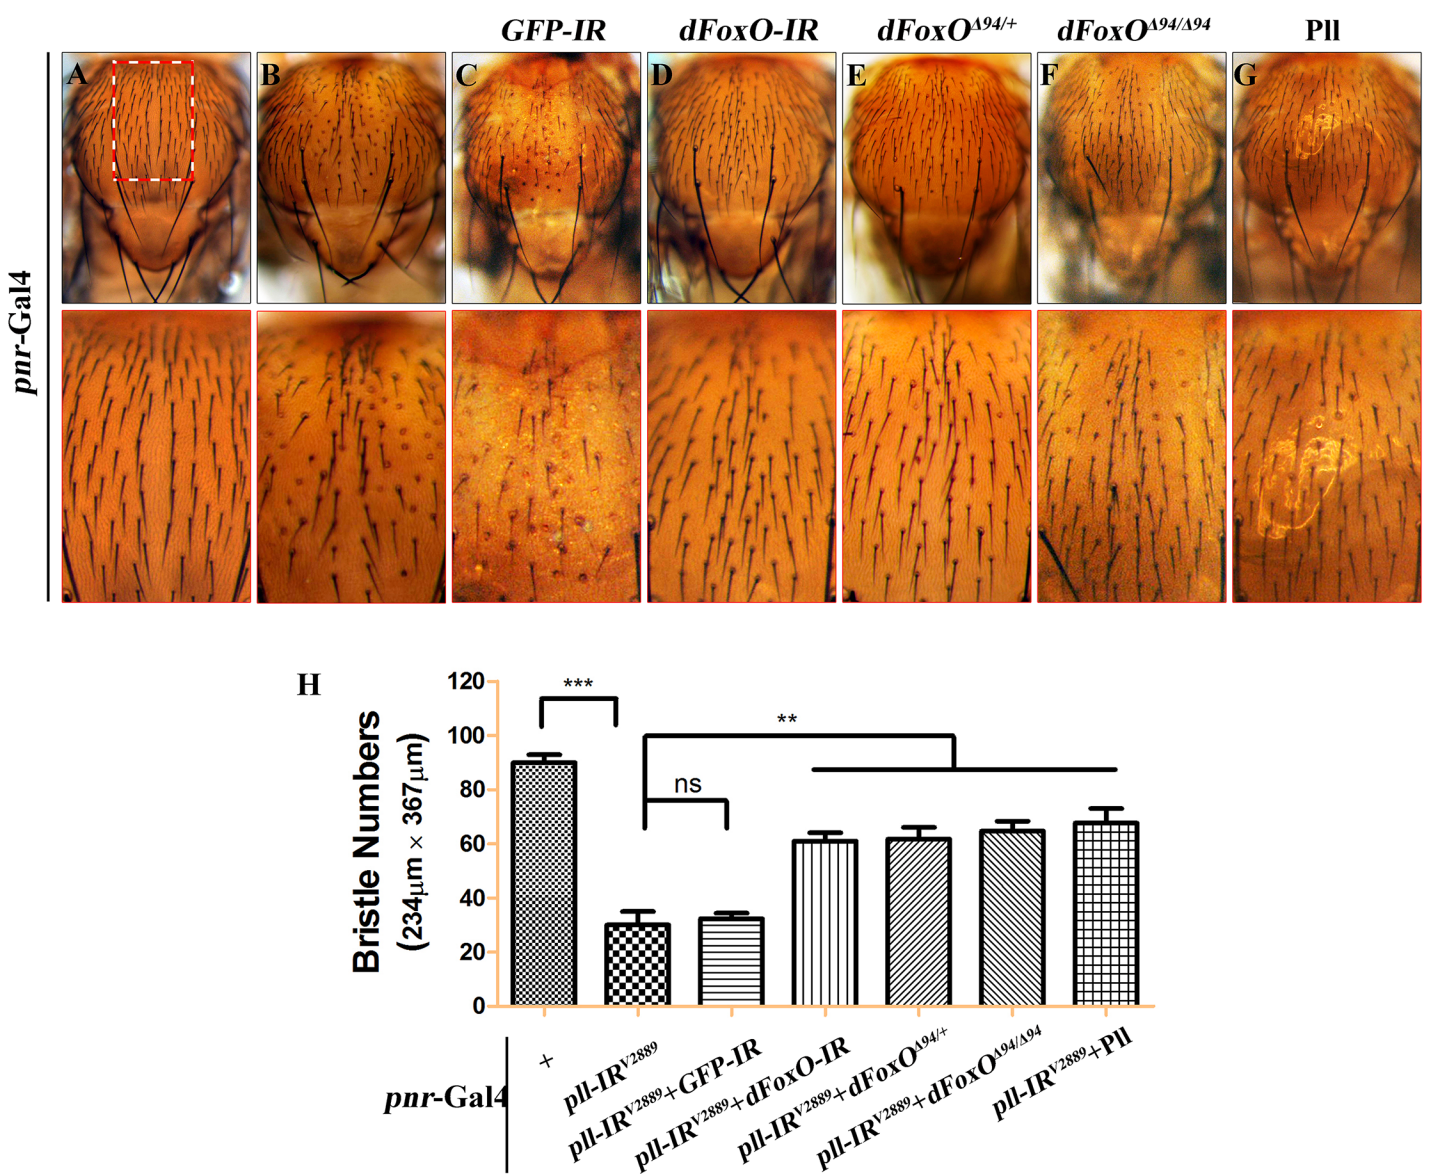 GFP-IR dFoxO-IR dFoxO^Δ94/+ dFoxO^Δ94/Δ94 Pll
A B C D E F G
pnr-Gal4
H
***
**
ns
Bristle Numbers
(234μm × 367μm)
120
100
80
60
40
20
0
pnr-Gal4
+
pll-IR^V2889
pll-IR^V2889+GFP-IR
pll-IR^V2889+dFoxO-IR
pll-IR^V2889+dFoxO^Δ94/+
pll-IR^V2889+dFoxO^Δ94/Δ94
pll-IR^V2889+Pll